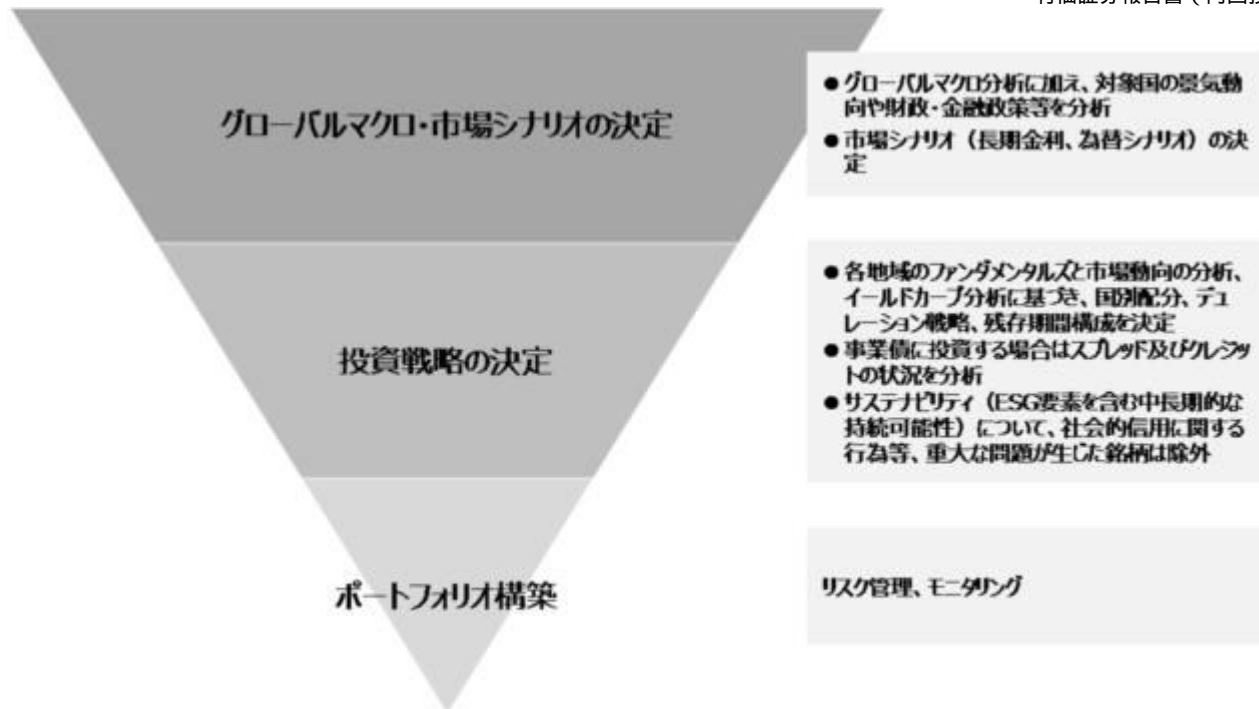 有価証券報告書(内国投
グローバルマクロ・市場シナリオの決定
●グローバルマクロ分析に加え、対象国の景気動
向や財政・金融政策等を分析
●市場シナリオ（長期金利、為替シナリオ）の決
定
投資戦略の決定
●各地域のファンダメンタルズと市場動向の分析、
イールドカーブ分析に基づき、国別配分、デュ
レーション戦略、残存期間構成を決定
●事業債に投資する場合はスプレッド及びクレジッ
トの状況を分析
●サステナビリティ（ESG要素を含む中長期的な
持続可能性）について、社会的信用に関する
行為等、重大な問題が生じた銘柄は除外
ポートフォリオ構築
リスク管理、モニタリング